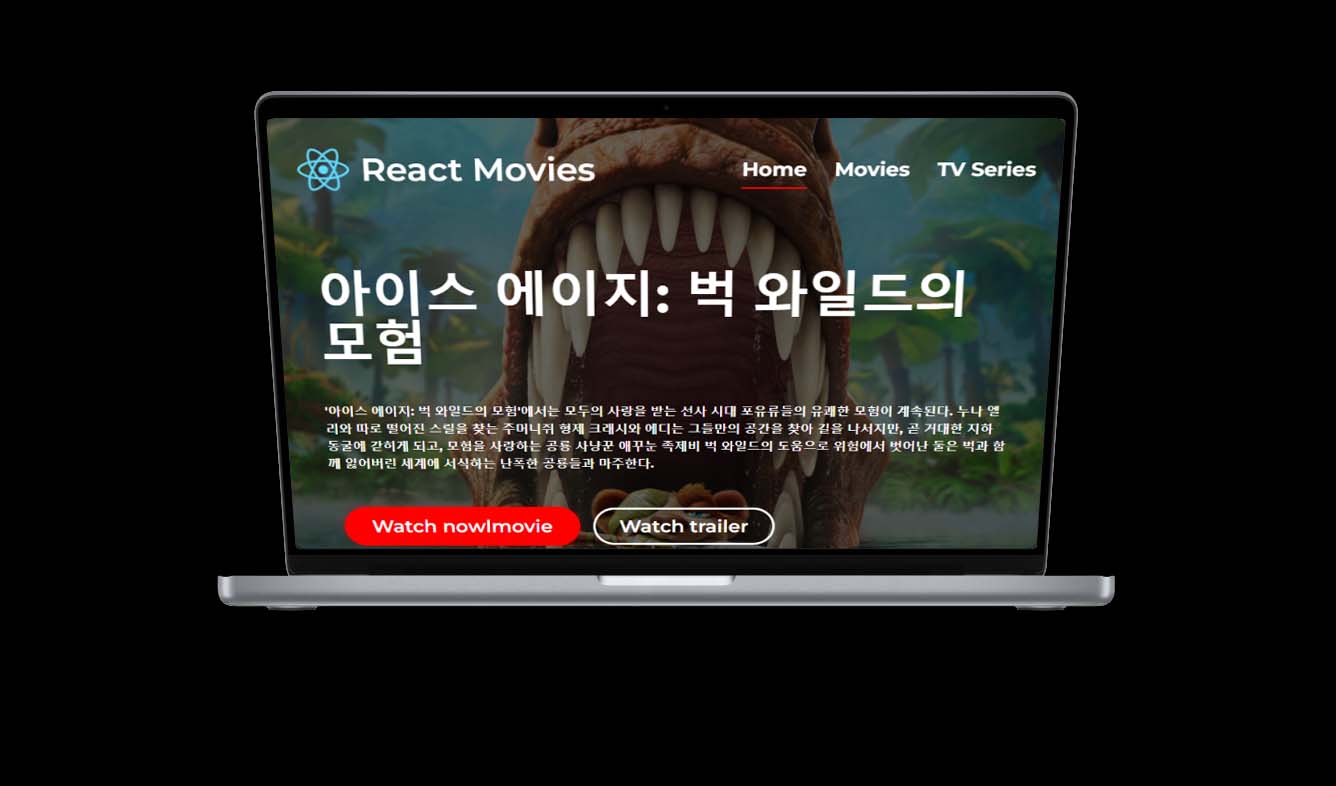 React Movies
Home Movies TV Series
아이스 에이지: 벅 와일드의
모험
'아이스 에이지: 벅 와일드의 모험'에서는 모두의 사랑을 받는 선사 시대 포유류들의 유쾌한 모험이 계속된다. 누나 앨
리와 따로 떨어진 스릴을 찾는 주머니쥐 형제 크래시와 에디는 그들만의 공간을 찾아 길을 나서지만, 곧 거대한 지하
동굴에 갇히게 되고, 모험을 사랑하는 공룡 사냥꾼 애꾸눈 족제비 벅 와일드의 도움으로 위험에서 벗어난 둘은 벅과 함
께 잃어버린 세계에 서식하는 난폭한 공룡들과 마주한다.
Watch nowlmovie Watch trailer